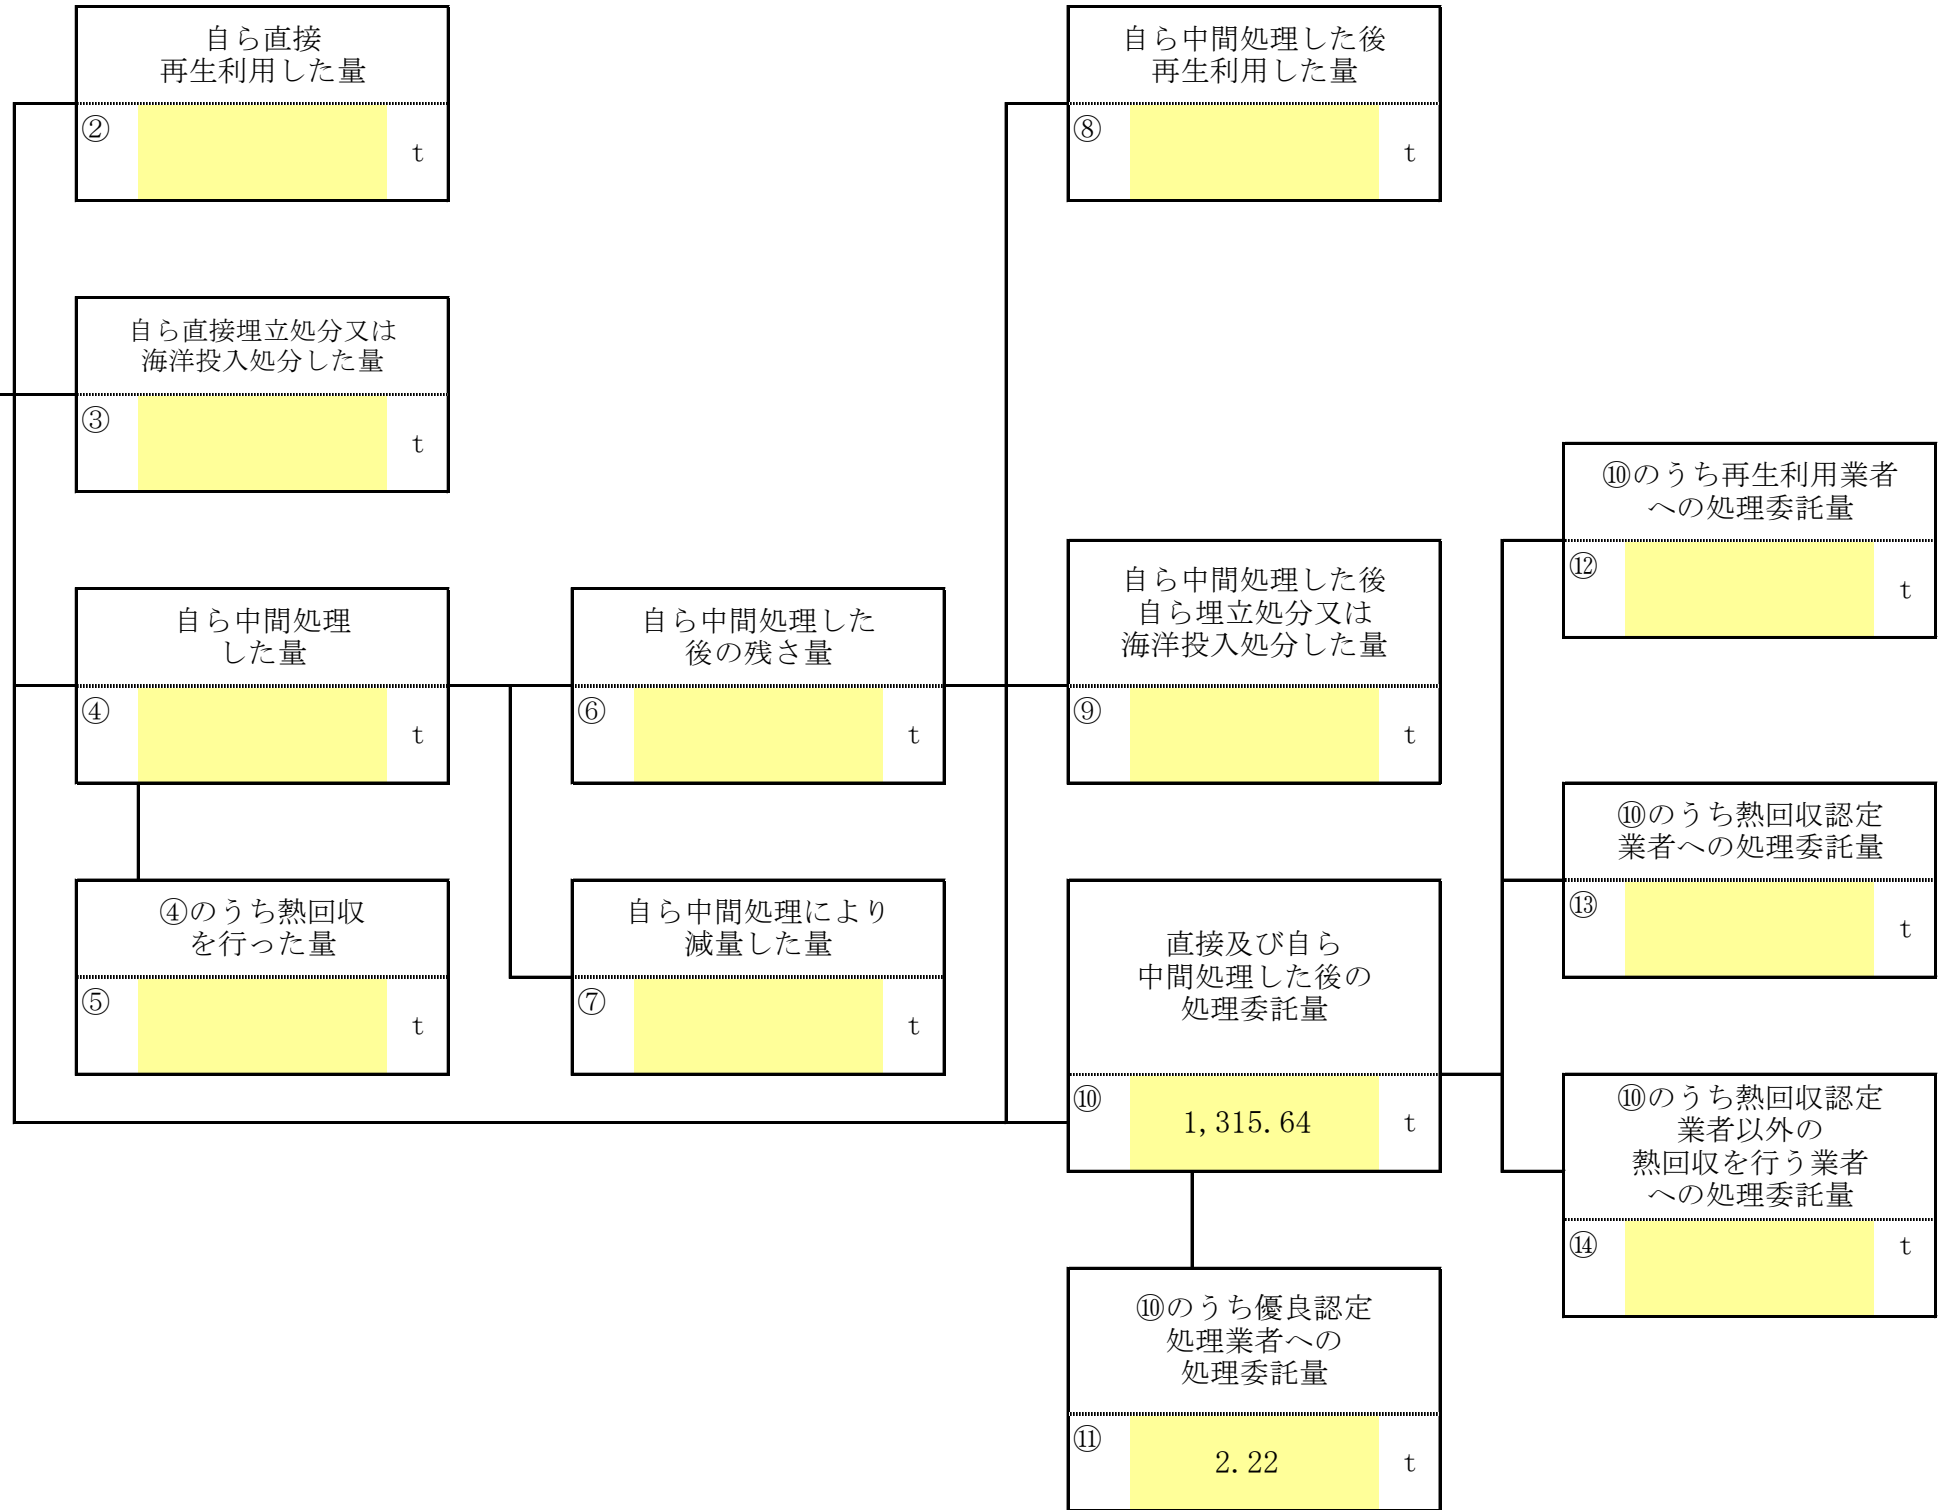 自ら直接
再生利用した量
②
t
自ら中間処理した後
再生利用した量
⑧
t
自ら直接埋立処分又は
海洋投入処分した量
③
t
⑩のうち再生利用業者
への処理委託量
⑫
t
自ら中間処理
した量
④
t
自ら中間処理した
後の残さ量
⑥
t
自ら中間処理した後
自ら埋立処分又は
海洋投入処分した量
⑨
t
⑩のうち熱回収認定
業者への処理委託量
⑬
t
④のうち熱回収
を行った量
⑤
t
自ら中間処理により
減量した量
⑦
t
直接及び自ら
中間処理した後の
処理委託量
⑩
1,315.64
t
⑩のうち熱回収認定
業者以外の
熱回収を行う業者
への処理委託量
⑭
t
⑩のうち優良認定
処理業者への
処理委託量
⑪
2.22
t